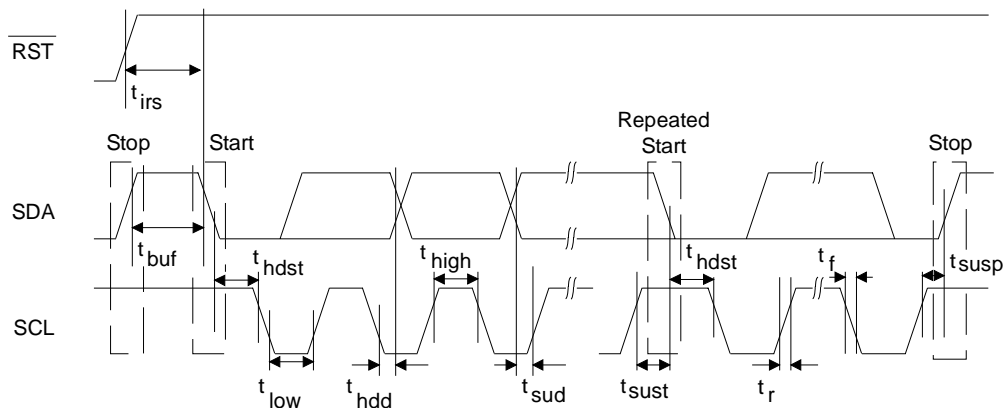 RST
t irs
Repeated
Stop Start Start Stop
SDA
t buf
t hdst
t high
t hdst
t f
t susp
SCL
t low
t hdd
t sud
t sust
t r